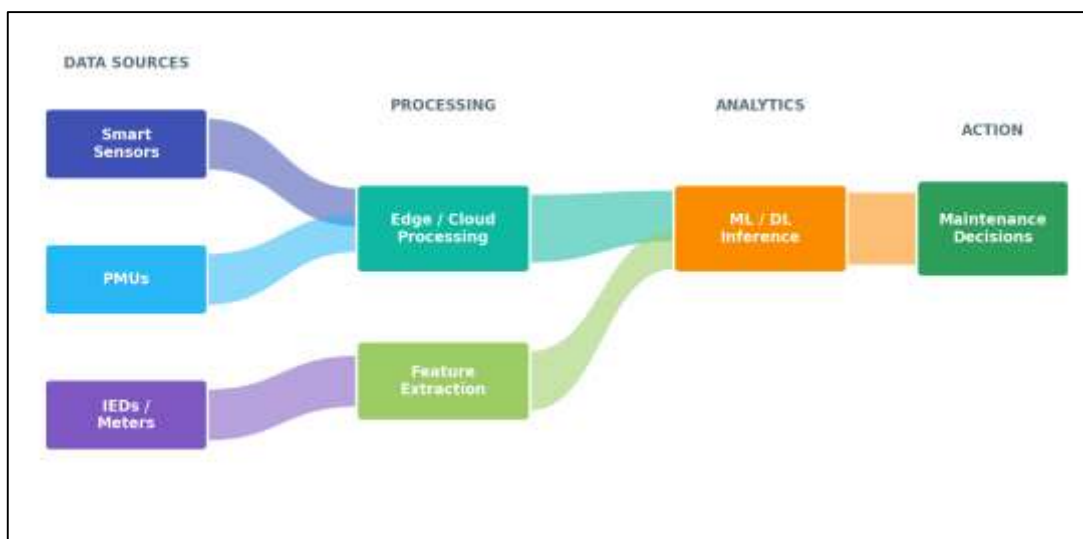 DATA SOURCES
PROCESSING
ANALYTICS
ACTION
Smart
Sensors
PMUs
IEDs /
Meters
Edge / Cloud
Processing
Feature
Extraction
ML / DL
Inference
Maintenance
Decisions